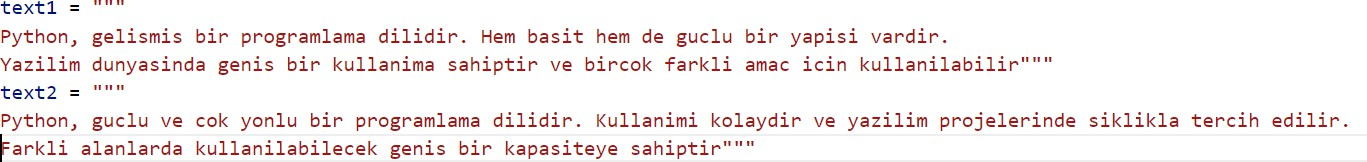 text1 = """
Python, gelismis bir programlama dilidir. Hem basit hem de guclu bir yapisi vardir.
Yazilim dunyasinda genis bir kullanima sahiptir ve bircok farkli amac icin kullanilabilir"""
text2 = """
Python, guclu ve cok yonlu bir programlama dilidir. Kullanimi kolaydir ve yazilim projelerinde siklikla tercih edilir.
Farkli alanlarda kullanilabilecek genis bir kapasiteye sahiptir"""